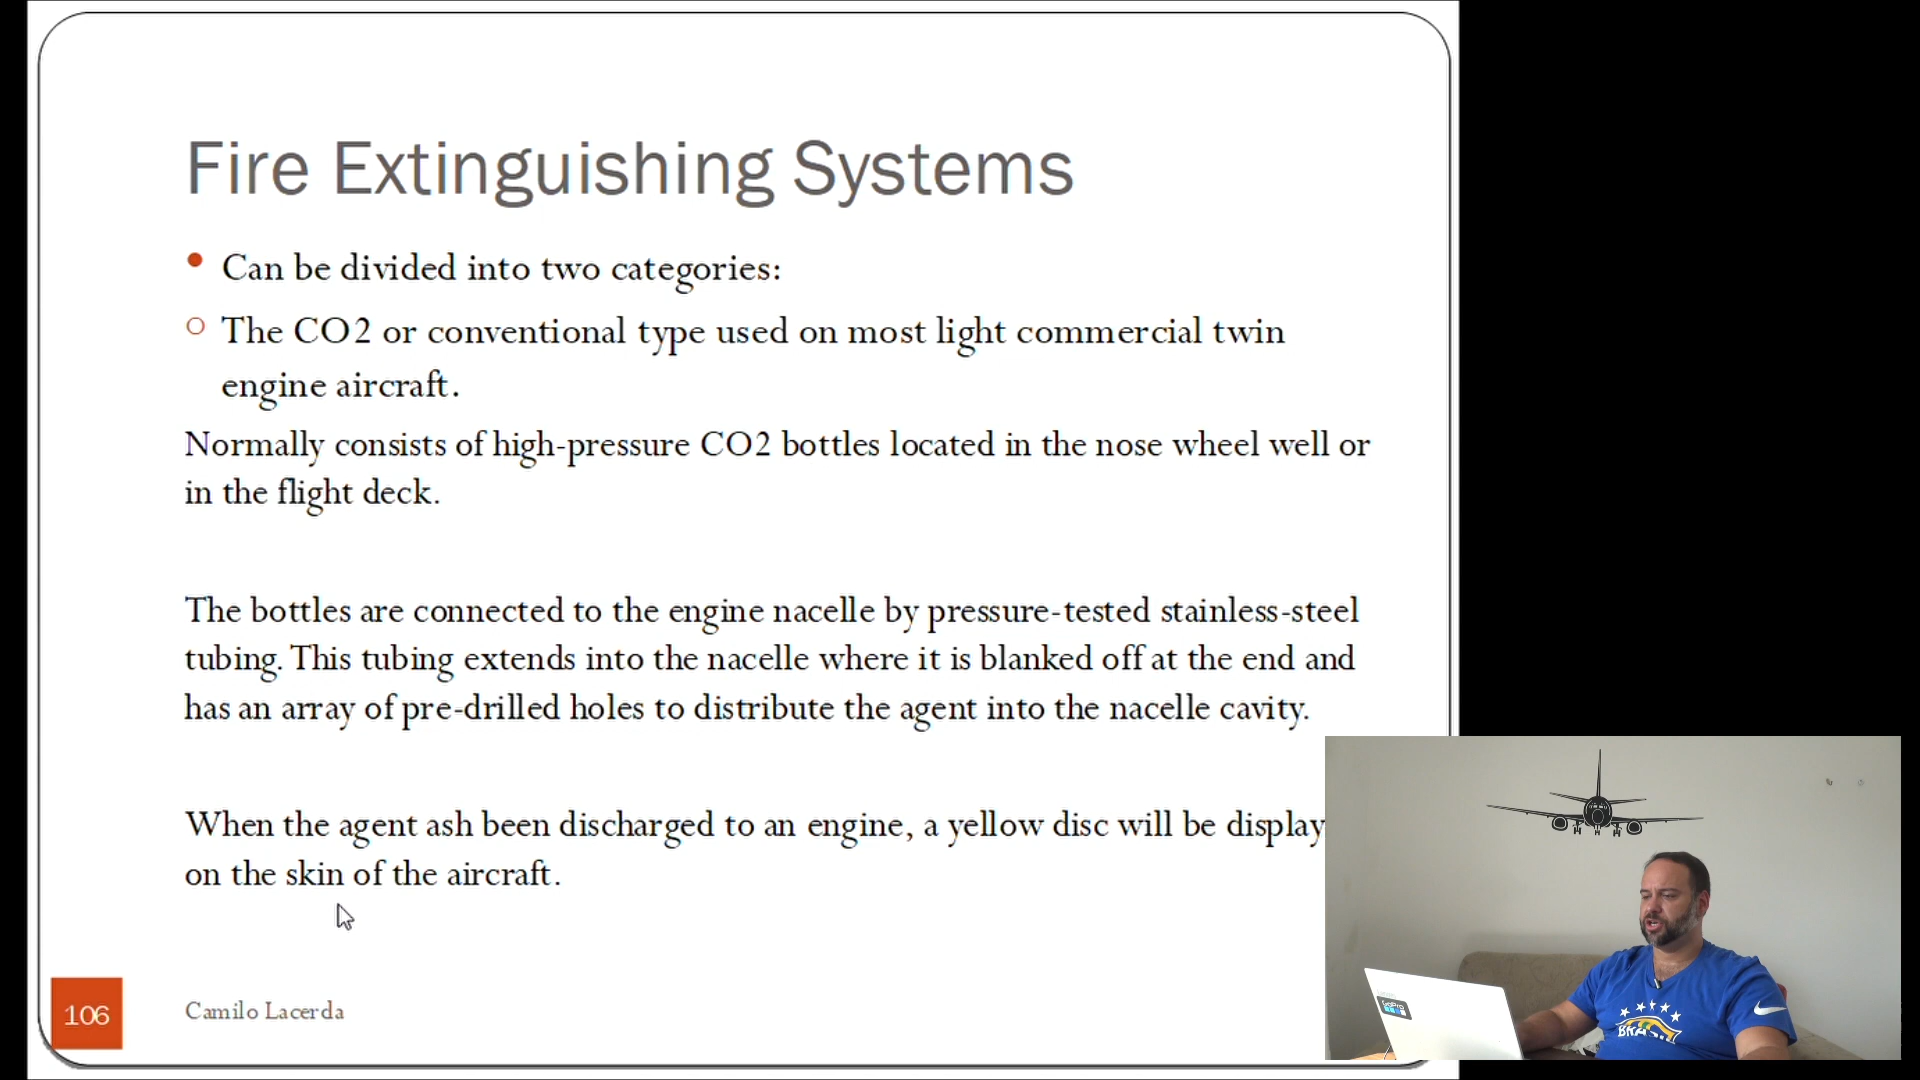 Fire Extinguishing Systems
• Can be divided into two categories:
○ The CO2 or conventional type used on most light commercial twin
engine aircraft.
Normally consists of high-pressure CO2 bottles located in the nose wheel well or
in the flight deck.
The bottles are connected to the engine nacelle by pressure-tested stainless-steel
tubing. This tubing extends into the nacelle where it is blanked off at the end and
has an array of pre-drilled holes to distribute the agent into the nacelle cavity.
When the agent ash been discharged to an engine, a yellow disc will be display
on the skin of the aircraft.
106
Camilo Lacerda
GoPro
BRASIL